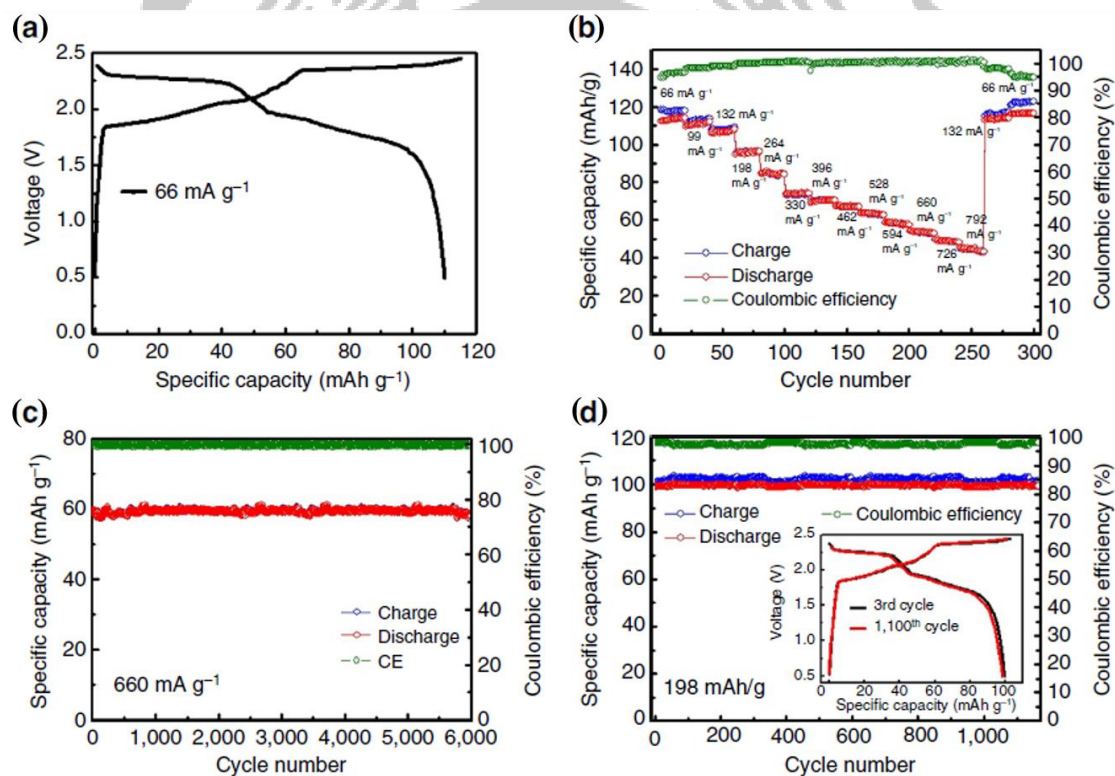 (a)
2.5
2.0
1.5
1.0
0.5
0.0
Voltage (V)
66 mA g⁻¹
0 20 40 60 80 100 120
Specific capacity (mAh g⁻¹)
(b)
140
120
100
80
60
40
20
0
Specific capacity (mAh/g)
66 mA g⁻¹
99
mA g⁻¹
132 mA g⁻¹
198
mA g⁻¹
264
mA g⁻¹
330
mA g⁻¹
396
mA g⁻¹
462
mA g⁻¹
528
mA g⁻¹
594
mA g⁻¹
660
mA g⁻¹
726
mA g⁻¹
792
mA g⁻¹
132 mA g⁻¹
66 mA g⁻¹
Charge
Discharge
Coulombic efficiency
0 50 100 150 200 250 300
Cycle number
100
90
80
70
60
50
40
30
20
10
0
Coulombic efficiency (%)
(c)
80
70
60
50
40
30
20
10
0
Specific capacity (mAh g⁻¹)
Charge
Discharge
CE
660 mA g⁻¹
0 1,000 2,000 3,000 4,000 5,000 6,000
Cycle number
100
80
60
40
20
0
Coulombic efficiency (%)
(d)
120
110
100
90
80
70
60
50
40
30
20
10
0
Specific capacity (mAh g⁻¹)
Charge
Discharge
Coulombic efficiency
2.5
2.0
1.5
0.5
Voltage (V)
3rd cycle
1,100th cycle
0 20 40 60 80 100
Specific capacity (mAh g⁻¹)
198 mAh/g
0 200 400 600 800 1,000
Cycle number
100
90
80
70
60
50
40
30
20
10
0
Coulombic efficiency (%)